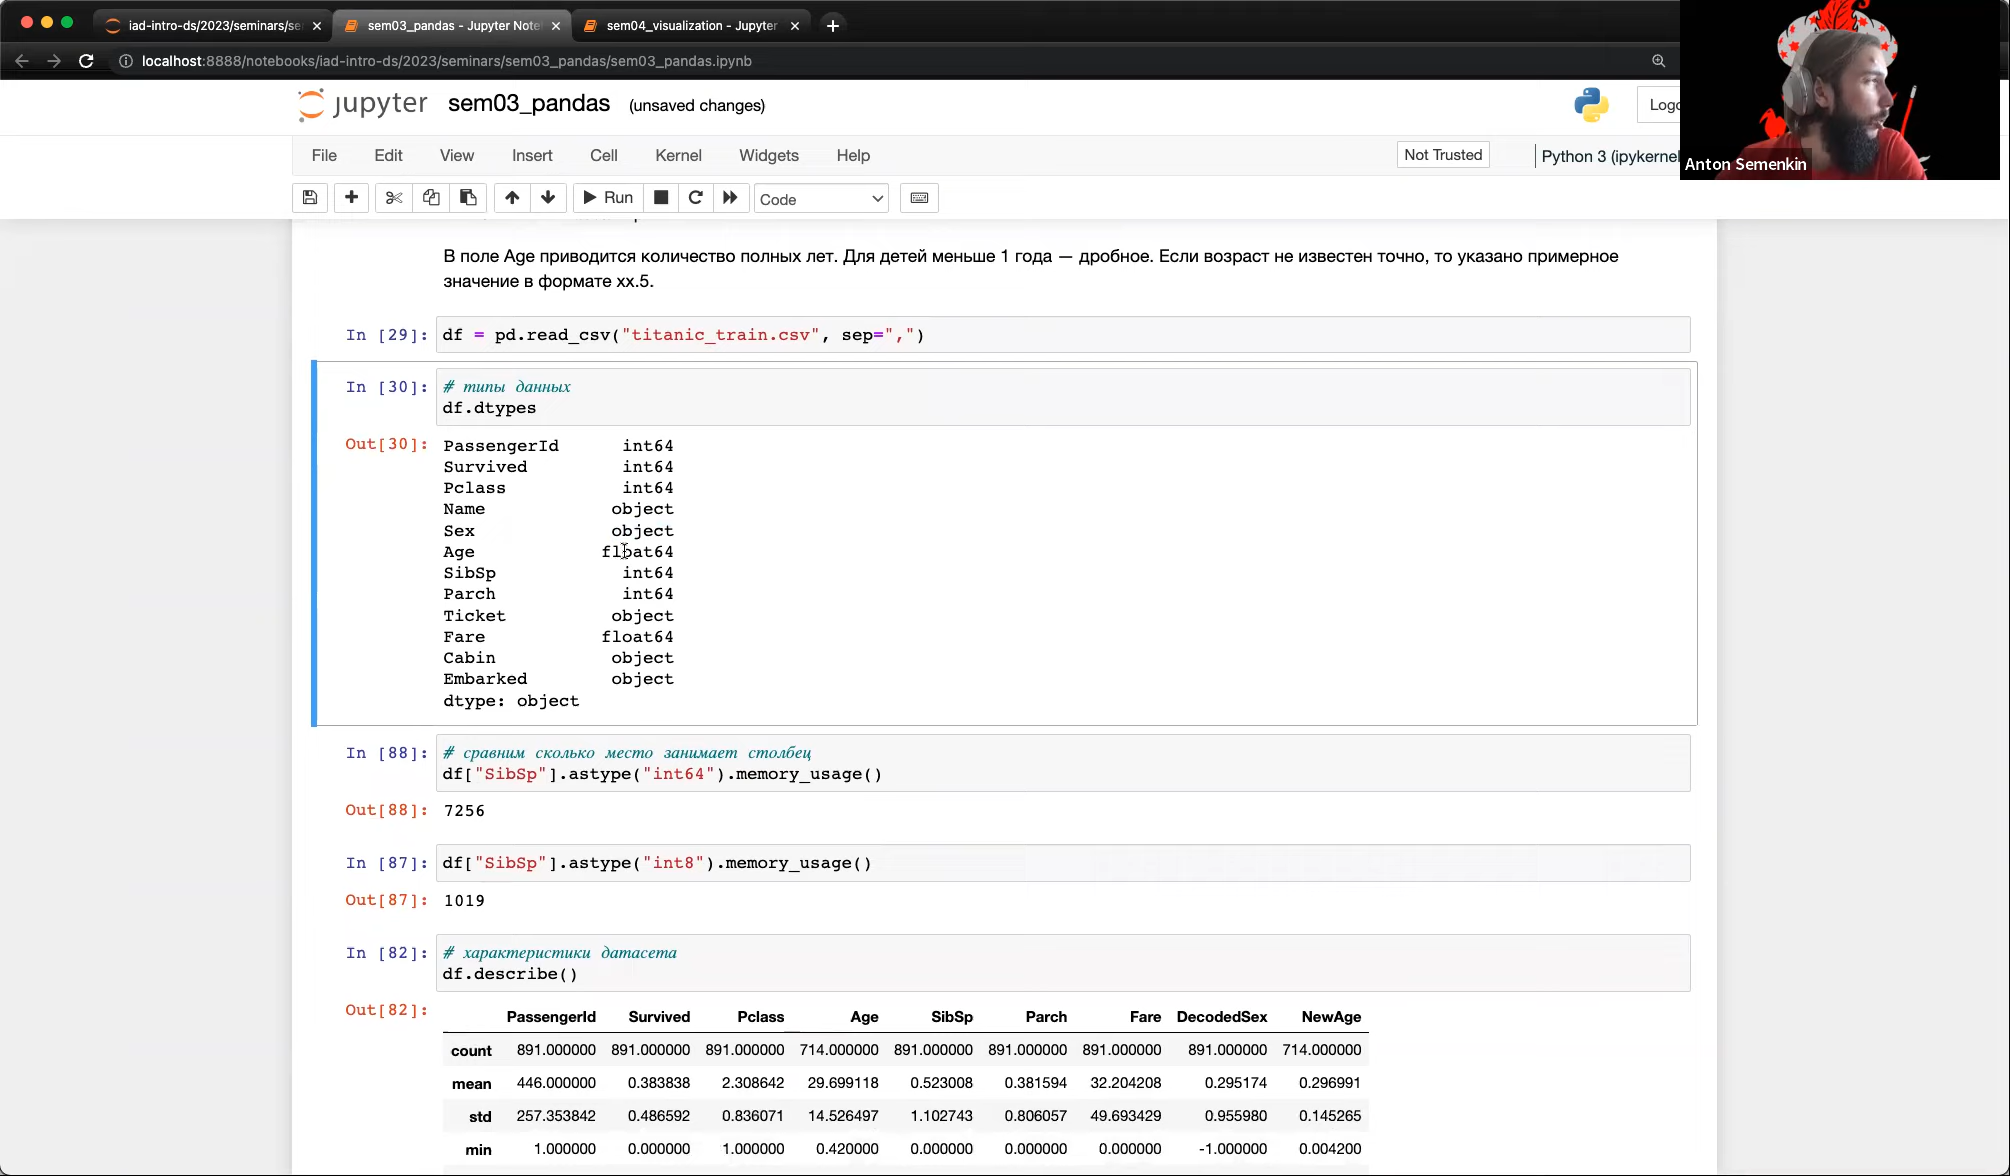 iad-intro-ds/2023/seminars/se
sem03_pandas - Jupyter Note
sem04_visualization - Jupyter
localhost:8888/notebooks/iad-intro-ds/2023/seminars/sem03_pandas/sem03_pandas.ipynb
jupyter sem03_pandas (unsaved changes)
Logo
File Edit View Insert Cell Kernel Widgets Help
Not Trusted
Python 3 (ipykernel
Anton Semenkin
Run
Code
В поле Age приводится количество полных лет. Для детей меньше 1 года — дробное. Если возраст не известен точно, то указано примерное
значение в формате xx.5.
In [29]: df = pd.read_csv("titanic_train.csv", sep=",")
In [30]: # типы данных
df.dtypes
Out[30]: PassengerId int64
Survived int64
Pclass int64
Name object
Sex object
Age float64
SibSp int64
Parch int64
Ticket object
Fare float64
Cabin object
Embarked object
dtype: object
In [88]: # сравним сколько место занимает столбец
df["SibSp"].astype("int64").memory_usage()
Out[88]: 7256
In [87]: df["SibSp"].astype("int8").memory_usage()
Out[87]: 1019
In [82]: # характеристики датасета
df.describe()
Out[82]:
PassengerId Survived Pclass Age SibSp Parch Fare DecodedSex NewAge
count 891.000000 891.000000 891.000000 714.000000 891.000000 891.000000 891.000000 891.000000 714.000000
mean 446.000000 0.383838 2.308642 29.699118 0.523008 0.381594 32.204208 0.295174 0.296991
std 257.353842 0.486592 0.836071 14.526497 1.102743 0.806057 49.693429 0.955980 0.145265
min 1.000000 0.000000 1.000000 0.420000 0.000000 0.000000 0.000000 -1.000000 0.004200